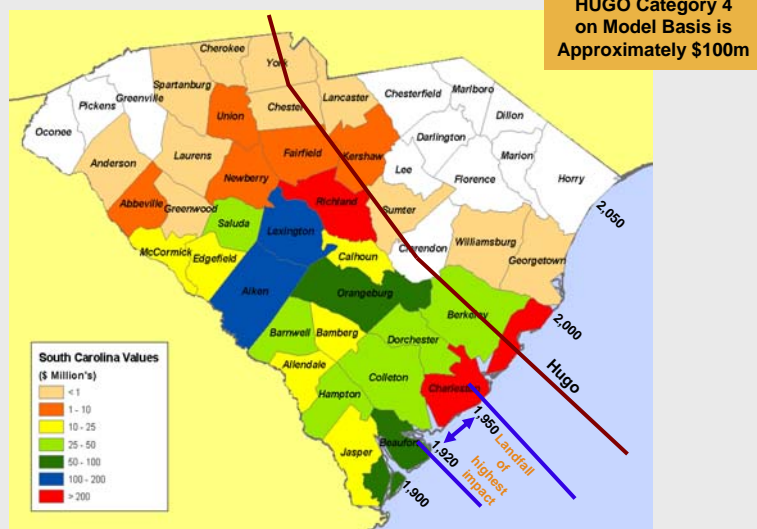 HUGO Category 4
on Model Basis is
Approximately $100m
Cherokee
York
Spartanburg
Greenville
Pickens
Oconee
Union
Chester
Lancaster
Chesterfield
Marlboro
Dillon
Darlington
Marion
Anderson
Laurens
Fairfield
Kershaw
Lee
Florence
Horry
Newberry
Abbeville
Greenwood
Richland
Sumter
Saluda
Lexington
McCormick
Edgefield
Calhoun
Clarendon
Williamsburg
Georgetown
2,050
Aiken
Orangeburg
Berkeley
2,000
Barnwell
Bamberg
Dorchester
Allendale
Colleton
Charleston
Hugo
Hampton
Beaufort
Jasper
1,950
1,920
1,900
Landfall
of
highest
impact
South Carolina Values
($ Million's)
< 1
1 - 10
10 - 25
25 - 50
50 - 100
100 - 200
> 200